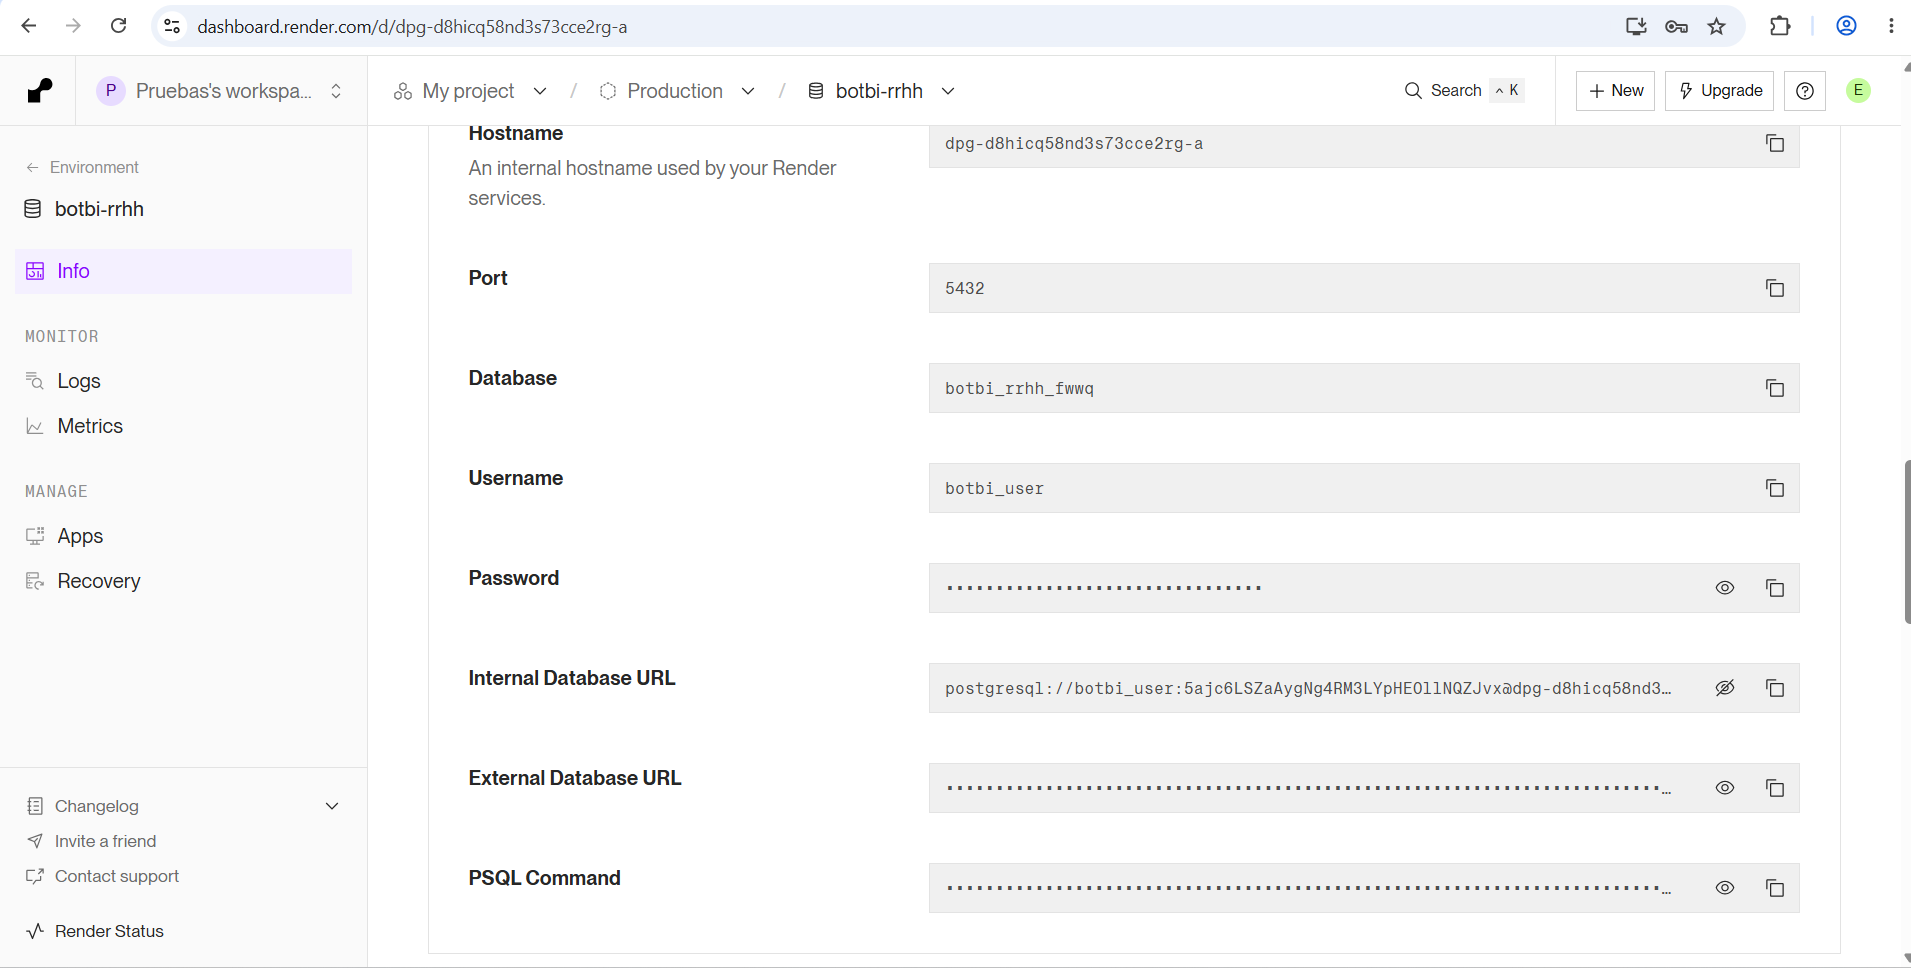 dashboard.render.com/d/dpg-d8hicq58nd3s73cce2rg-a
P Pruebas's workspa...
My project / Production / botbi-rrhh
Search ^ K
+ New
Upgrade
E
Environment
botbi-rrhh
Info
MONITOR
Logs
Metrics
MANAGE
Apps
Recovery
Changelog
Invite a friend
Contact support
Render Status
Hostname
dpg-d8hicq58nd3s73cce2rg-a
An internal hostname used by your Render
services.
Port
5432
Database
botbi_rrhh_fwwq
Username
botbi_user
Password
Internal Database URL
postgresql://botbi_user:5ajc6LSZaAygNg4RM3LYpHEOllNQZJvx@dpg-d8hicq58nd3…
External Database URL
PSQL Command